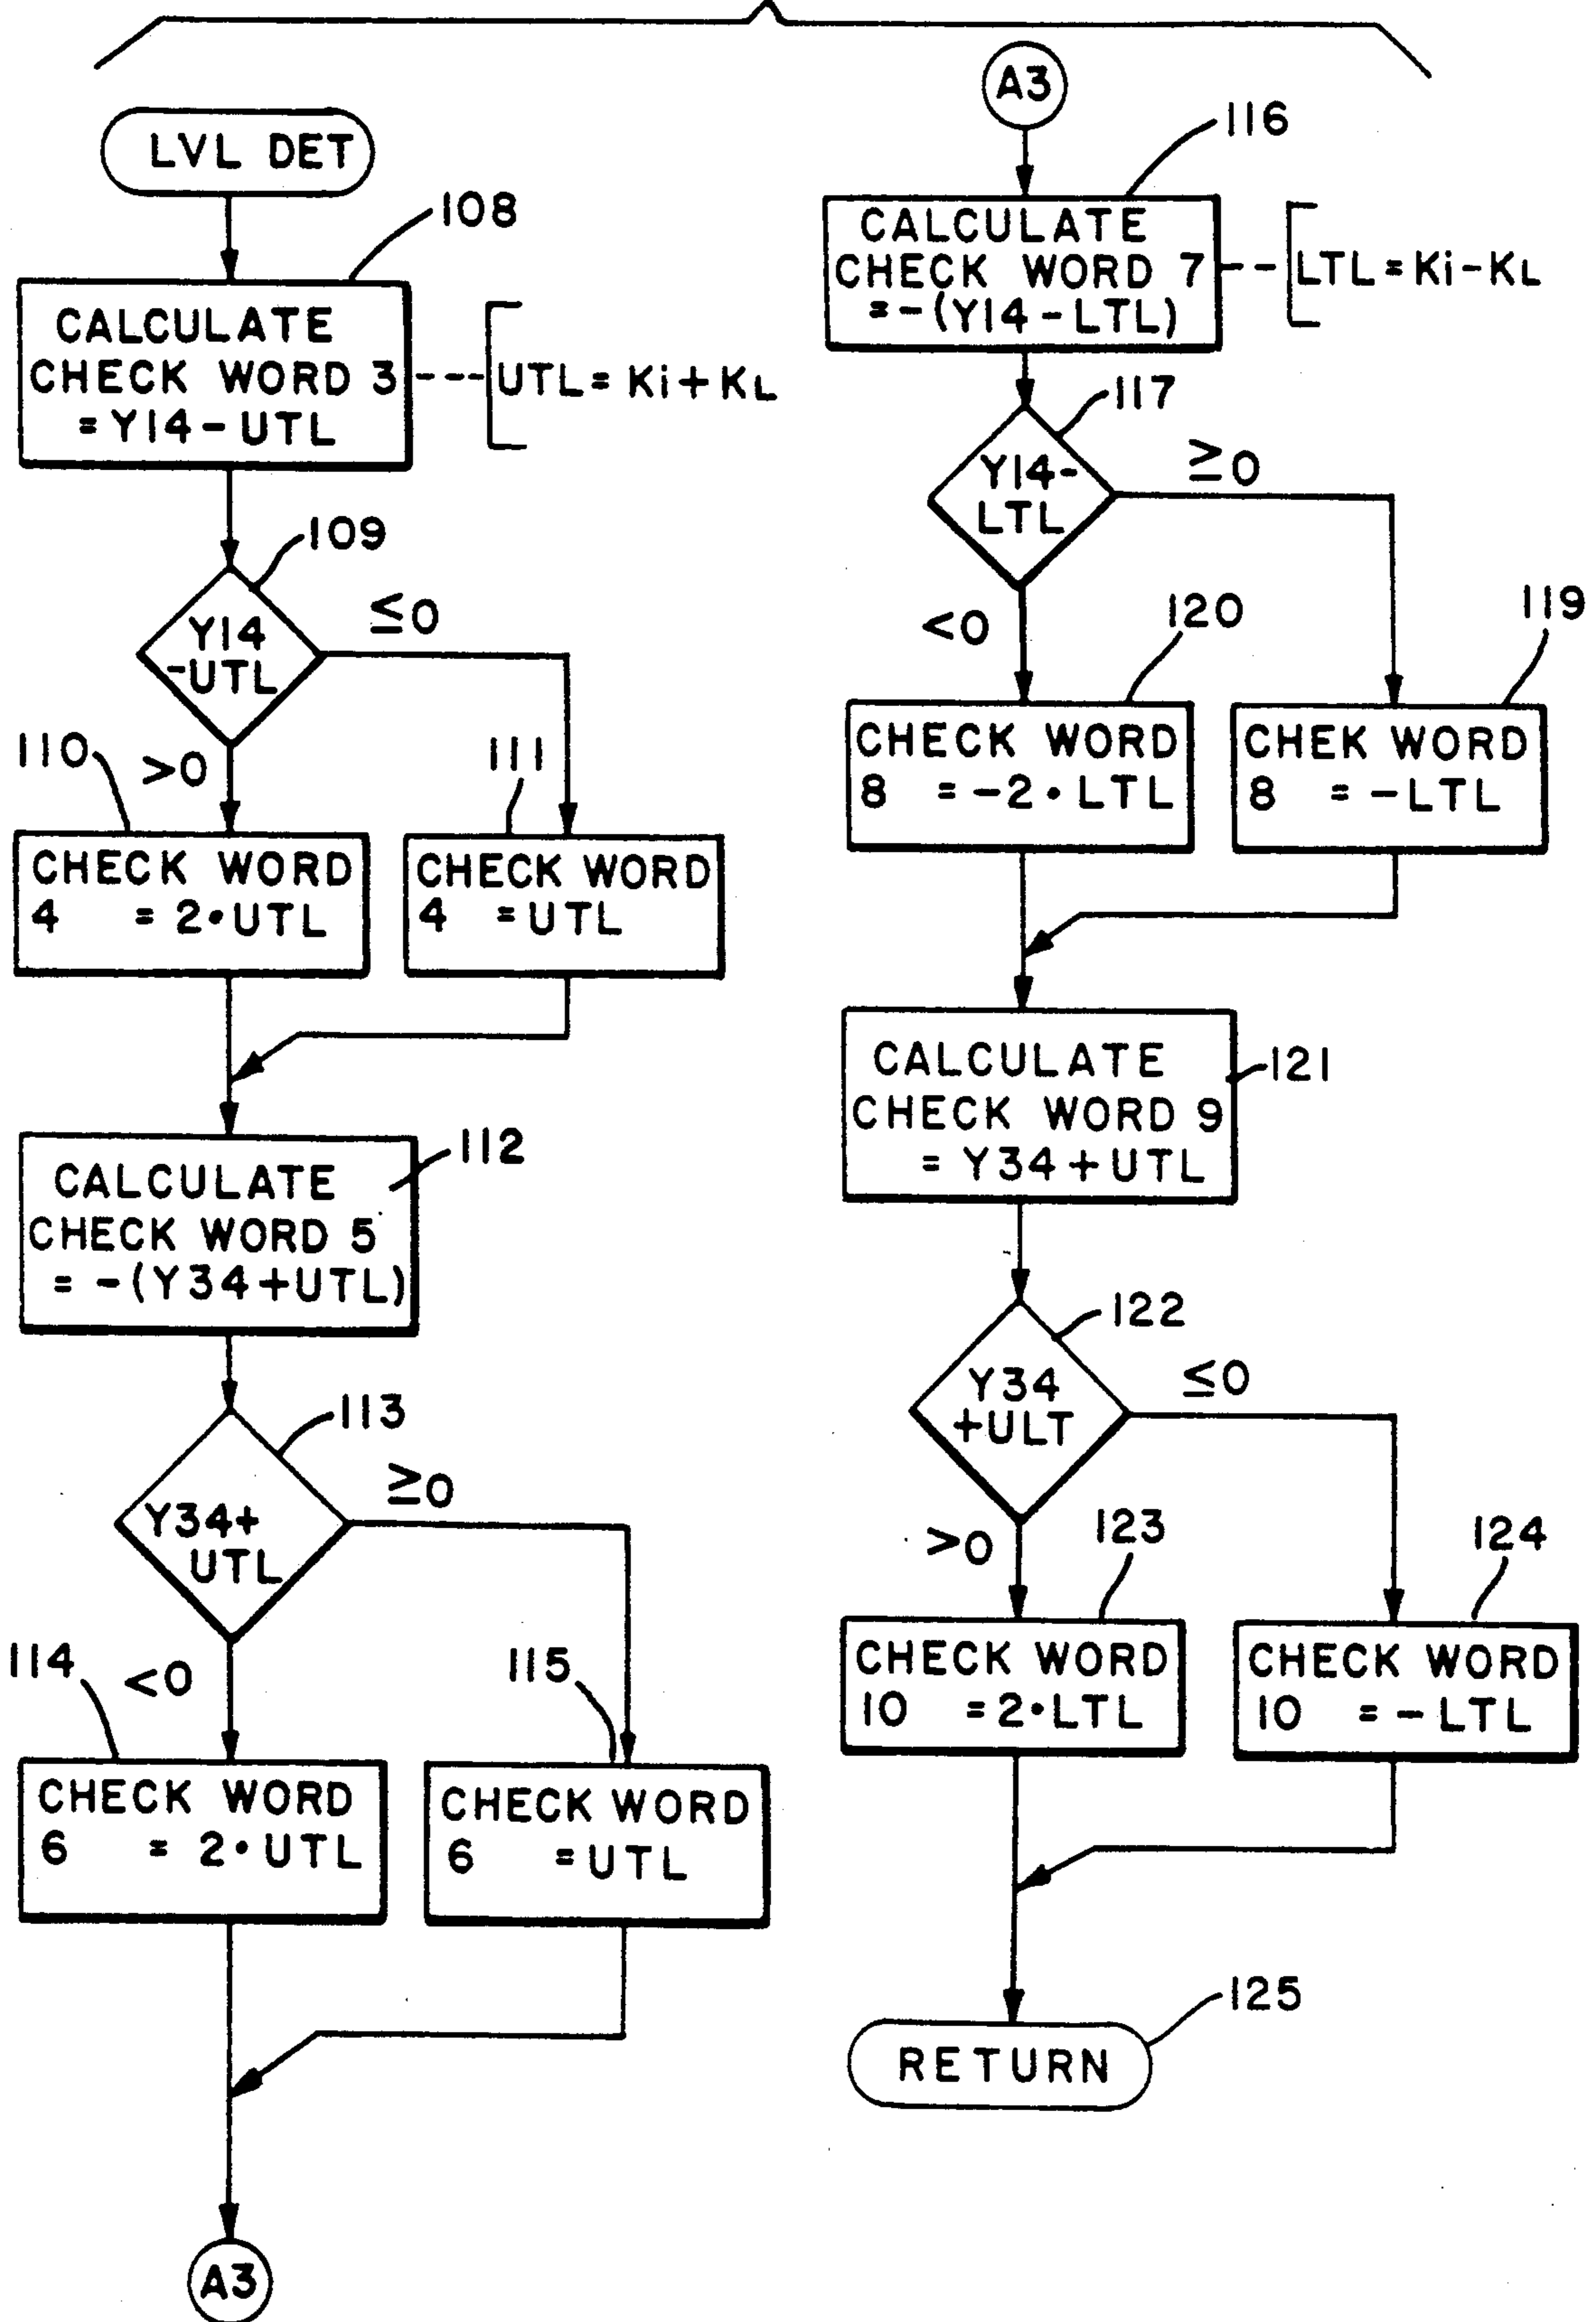 LVL DET
108
CALCULATE
CHECK WORD 3
= Y14 - UTL
UTL = Ki + KL
109
Y14
-UTL
≤0
>0
110
CHECK WORD
4 = 2•UTL
111
CHECK WORD
4 = UTL
112
CALCULATE
CHECK WORD 5
= -(Y34+UTL)
113
Y34+
UTL
≥0
<0
114
CHECK WORD
6 = 2•UTL
115
CHECK WORD
6 = UTL
A3
A3
116
CALCULATE
CHECK WORD 7
= -(Y14-LTL)
LTL = Ki - KL
117
Y14-
LTL
≥0
<0
120
CHECK WORD
8 = -2•LTL
119
CHEK WORD
8 = -LTL
121
CALCULATE
CHECK WORD 9
= Y34 + UTL
122
Y34
+ULT
≤0
>0
123
CHECK WORD
10 = 2•LTL
124
CHECK WORD
10 = -LTL
125
RETURN